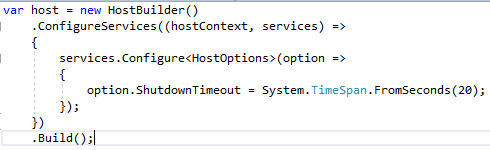 var host = new HostBuilder()
.ConfigureServices((hostContext, services) =>
{
services.Configure<HostOptions>(option =>
{
option.ShutdownTimeout = System.TimeSpan.FromSeconds(20);
});
})
.Build();